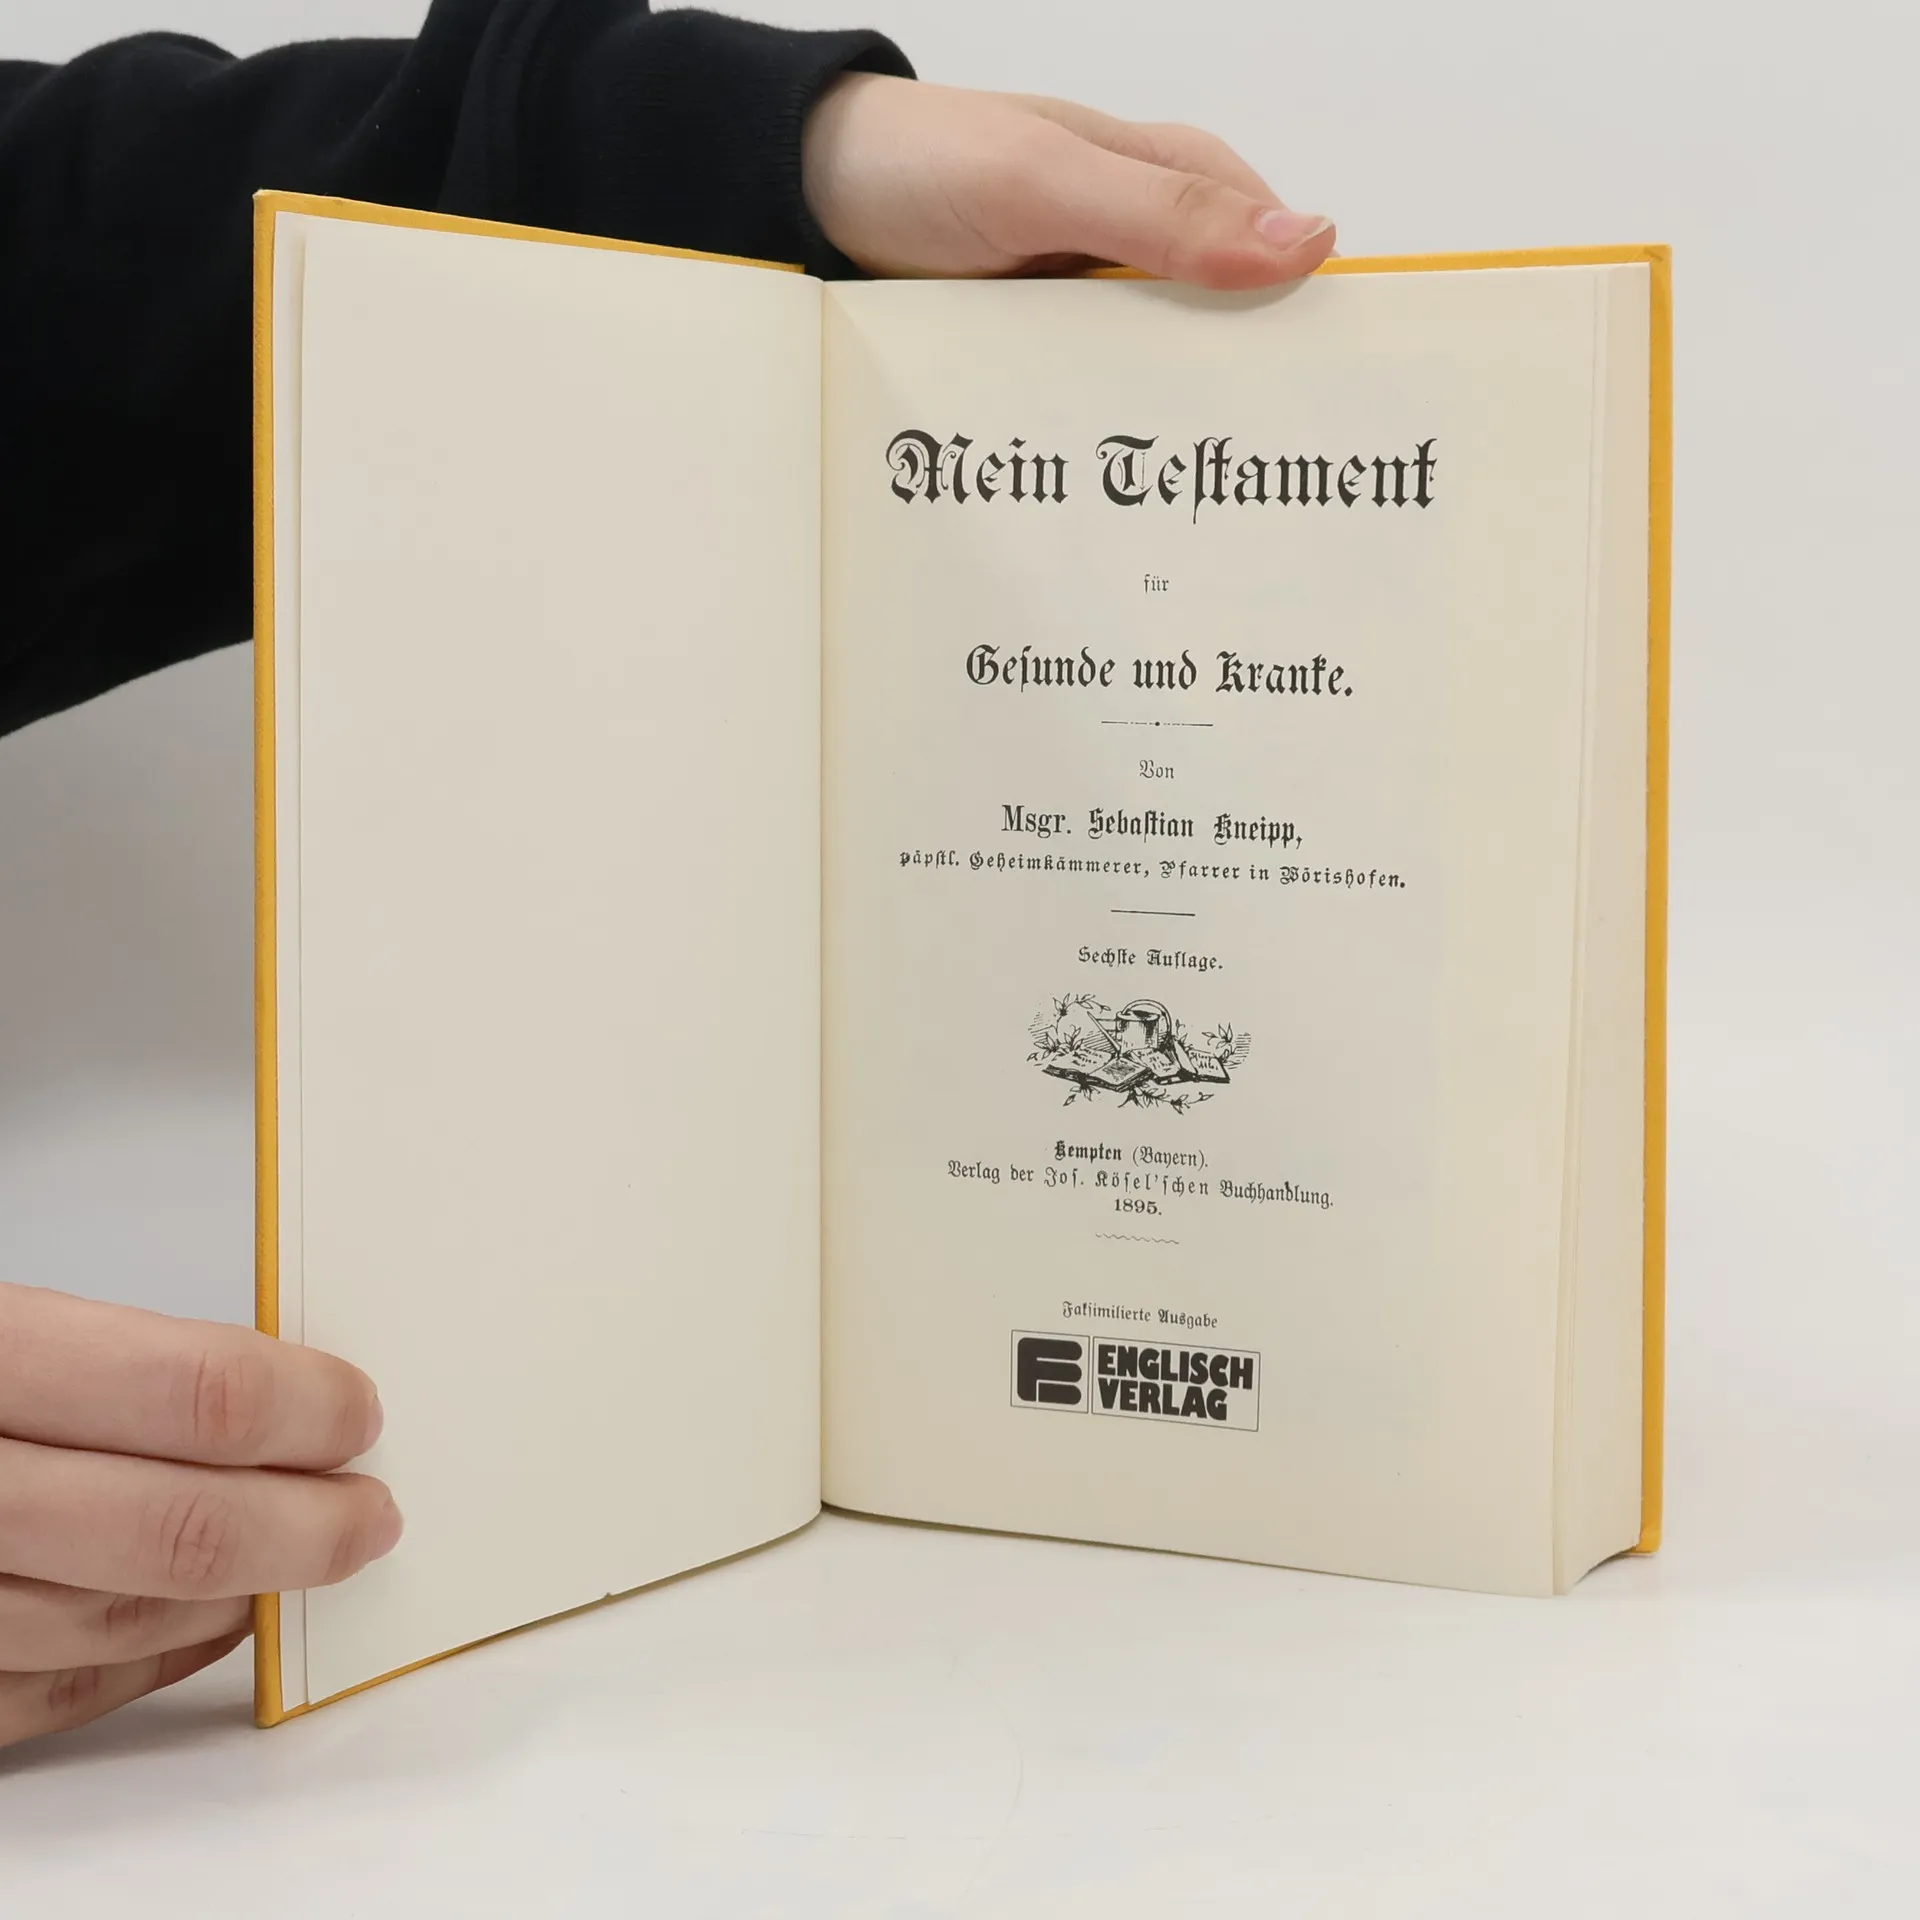 Mein Testament
für
Gesunde und Kranke.
Von
Msgr. Sebastian Kneipp,
päpstl. Geheimkämmerer, Pfarrer in Wörishofen.
Sechste Auflage.
Kempten (Bayern).
Verlag der Jos. Kösel'schen Buchhandlung.
1895.
Faksimilierte Ausgabe
ENGLISCH
VERLAG